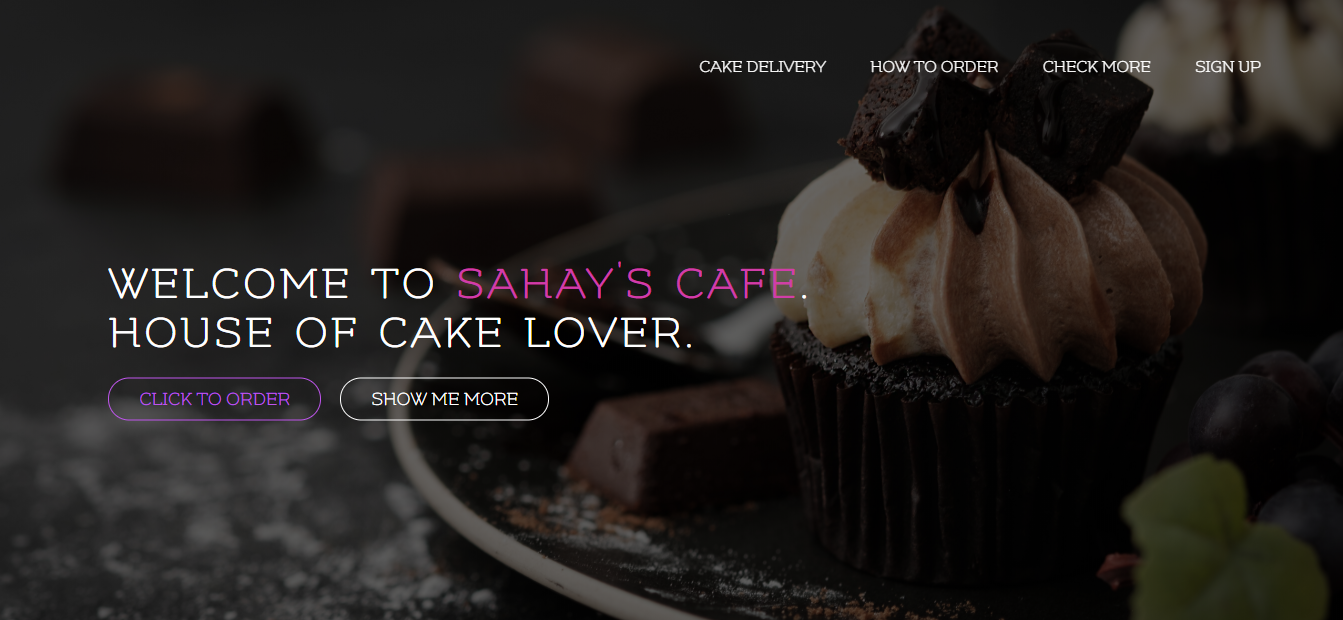 CAKE DELIVERY HOW TO ORDER CHECK MORE SIGN UP
WELCOME TO SAHAY'S CAFE.
HOUSE OF CAKE LOVER.
CLICK TO ORDER SHOW ME MORE